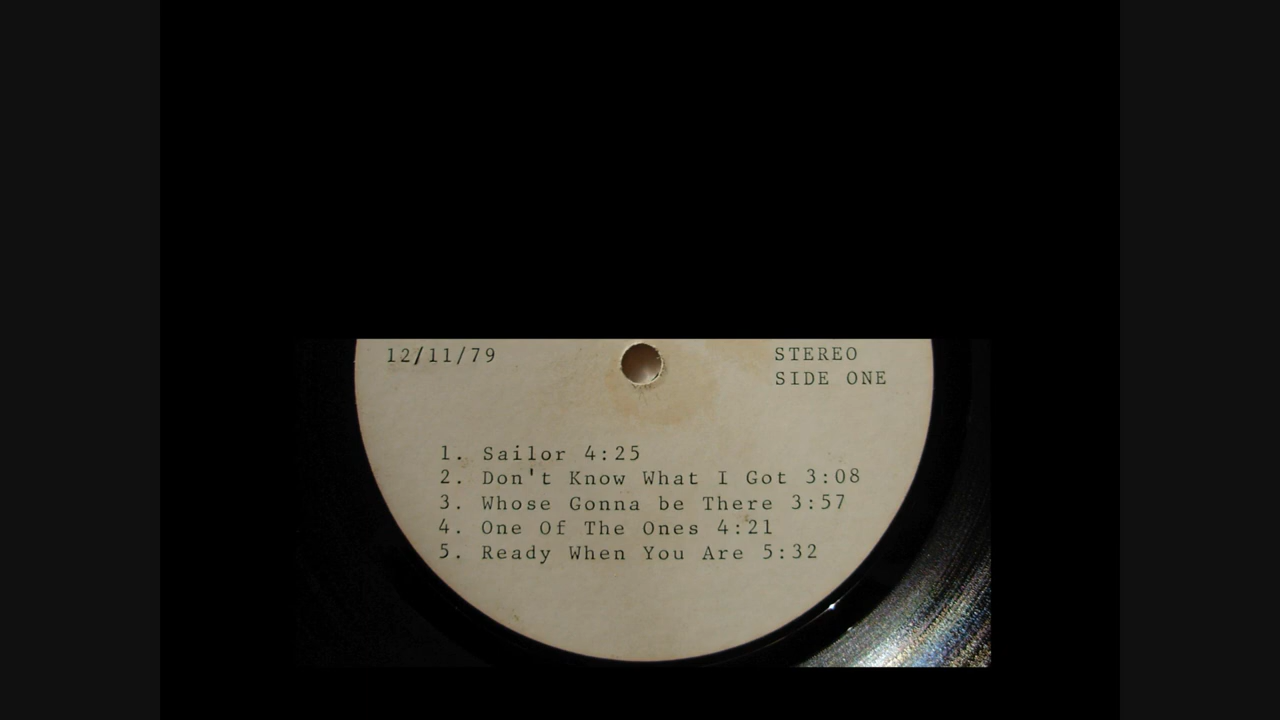 12/11/79
STEREO
SIDE ONE
1. Sailor 4:25
2. Don't Know What I Got 3:08
3. Whose Gonna be There 3:57
4. One Of The Ones 4:21
5. Ready When You Are 5:32